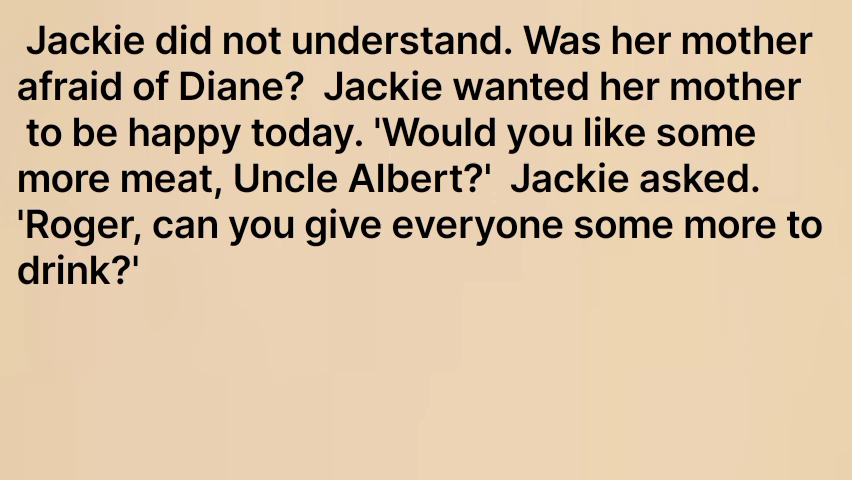 Jackie did not understand. Was her mother
afraid of Diane?  Jackie wanted her mother
to be happy today. 'Would you like some
more meat, Uncle Albert?'  Jackie asked.
'Roger, can you give everyone some more to
drink?'